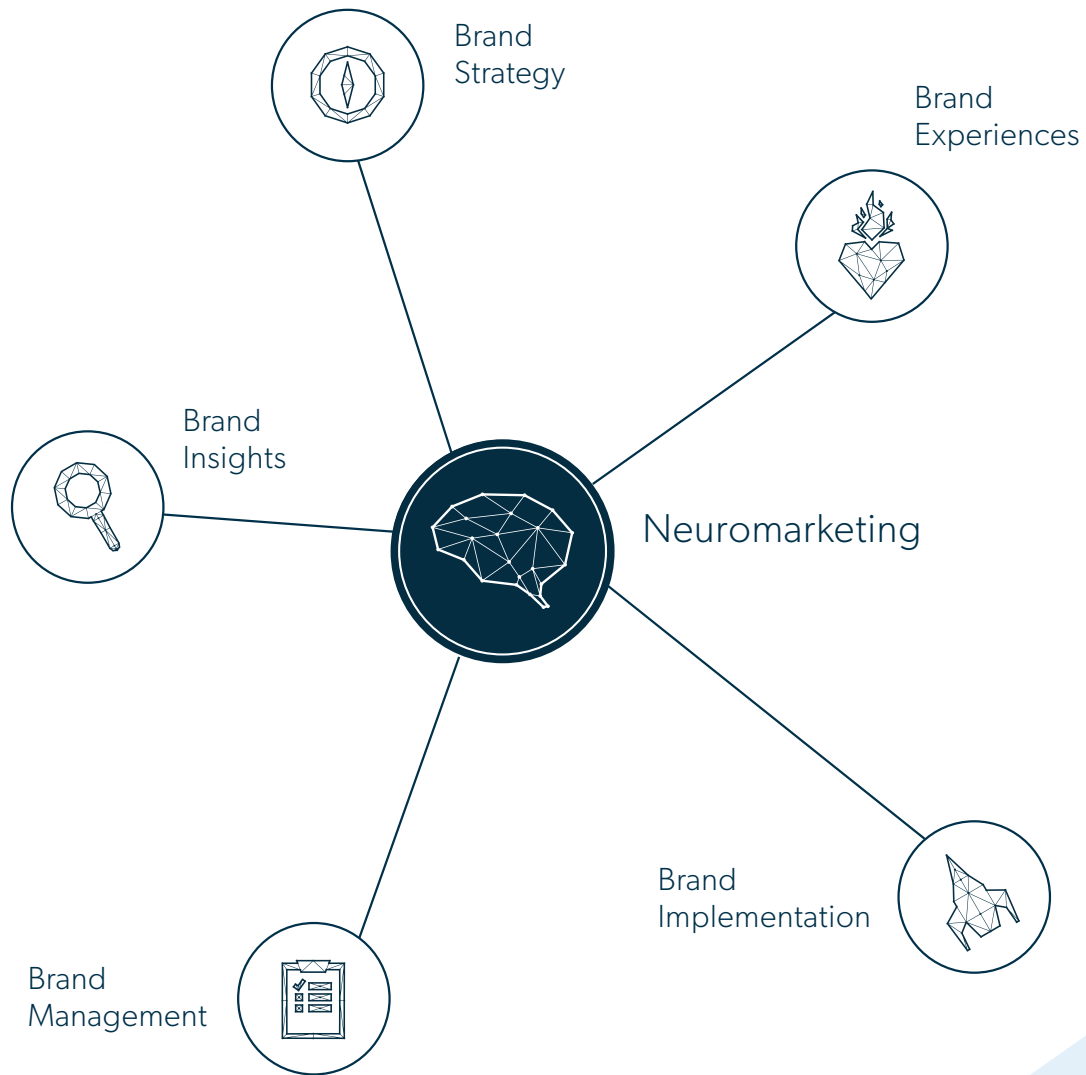 Brand
Strategy
Brand
Experiences
Brand
Insights
Neuromarketing
Brand
Implementation
Brand
Management